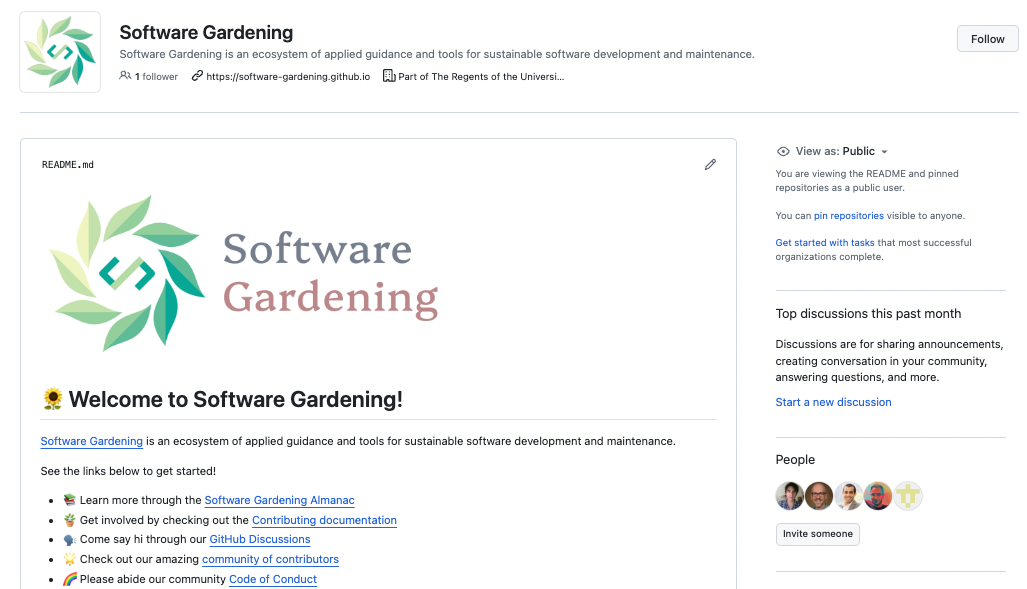 Software Gardening
Software Gardening is an ecosystem of applied guidance and tools for sustainable software development and maintenance.
1 follower https://software-gardening.github.io Part of The Regents of the Universi...
Follow
README.md
Software
Gardening
🌻 Welcome to Software Gardening!
Software Gardening is an ecosystem of applied guidance and tools for sustainable software development and maintenance.
See the links below to get started!
• 📚 Learn more through the Software Gardening Almanac
• 🪴 Get involved by checking out the Contributing documentation
• 🗣️ Come say hi through our GitHub Discussions
• 🌟 Check out our amazing community of contributors
• 🌈 Please abide our community Code of Conduct
View as: Public
You are viewing the README and pinned
repositories as a public user.
You can pin repositories visible to anyone.
Get started with tasks that most successful
organizations complete.
Top discussions this past month
Discussions are for sharing announcements,
creating conversation in your community,
answering questions, and more.
Start a new discussion
People
Invite someone